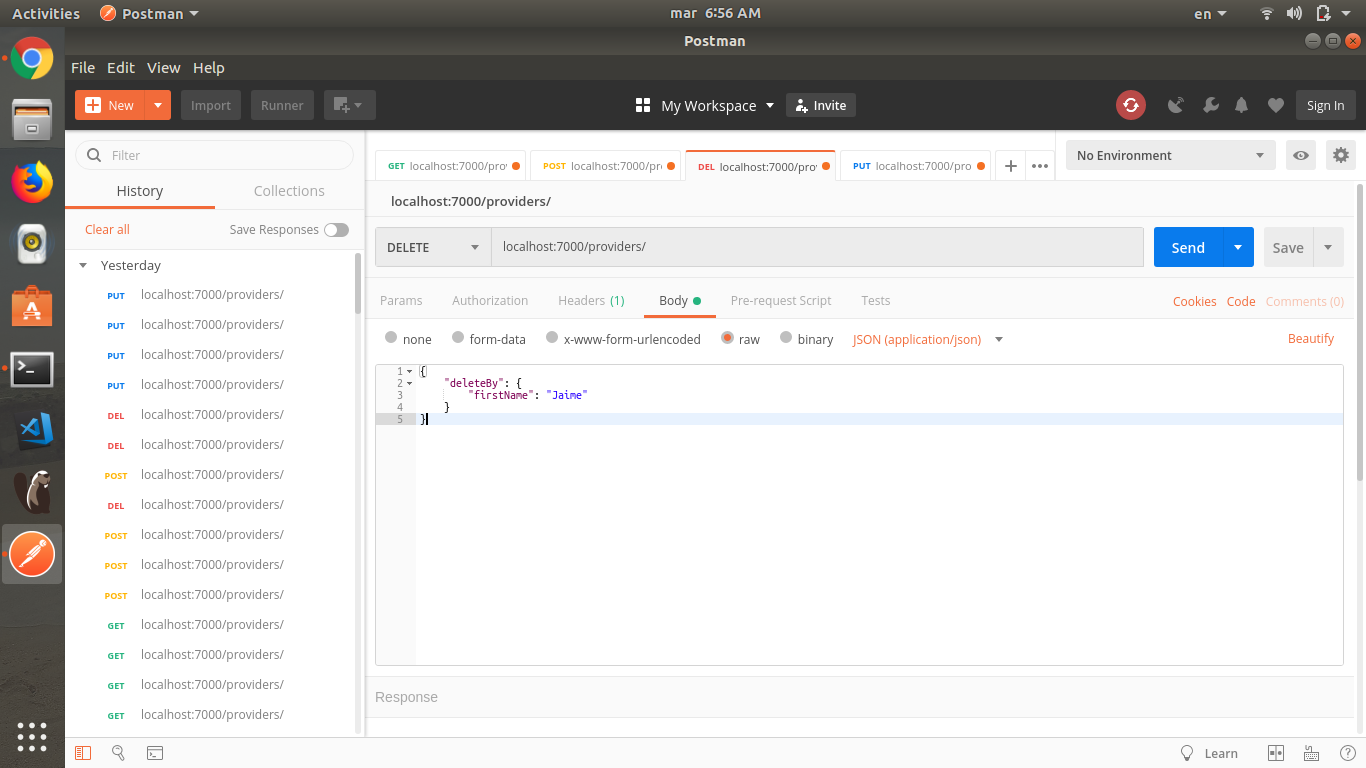 Activities Postman mar 6:56 AM en
Postman
File Edit View Help
New Import Runner My Workspace Invite Sign In
Filter
History Collections
Clear all Save Responses
Yesterday
PUT localhost:7000/providers/
PUT localhost:7000/providers/
PUT localhost:7000/providers/
PUT localhost:7000/providers/
DEL localhost:7000/providers/
DEL localhost:7000/providers/
POST localhost:7000/providers/
DEL localhost:7000/providers/
POST localhost:7000/providers/
POST localhost:7000/providers/
POST localhost:7000/providers/
GET localhost:7000/providers/
GET localhost:7000/providers/
GET localhost:7000/providers/
GET localhost:7000/providers/
GET localhost:7000/pro POST localhost:7000/pr DEL localhost:7000/pro PUT localhost:7000/pro No Environment
localhost:7000/providers/
DELETE localhost:7000/providers/ Send Save
Params Authorization Headers (1) Body Pre-request Script Tests Cookies Code Comments (0)
none form-data x-www-form-urlencoded raw binary JSON (application/json) Beautify
1 {
2 "deleteBy": {
3 "firstName": "Jaime"
4 }
5 }
Response
Learn